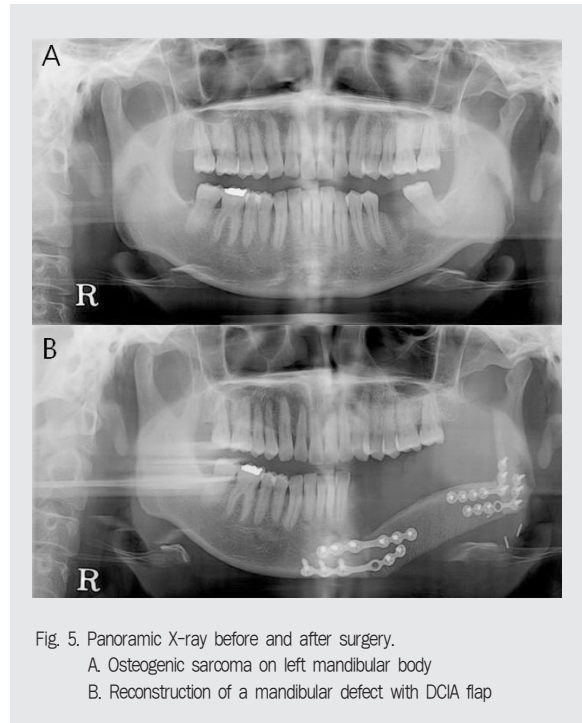 A
R
B
R
Fig. 5. Panoramic X-ray before and after surgery.
A. Osteogenic sarcoma on left mandibular body
B. Reconstruction of a mandibular defect with DCIA flap